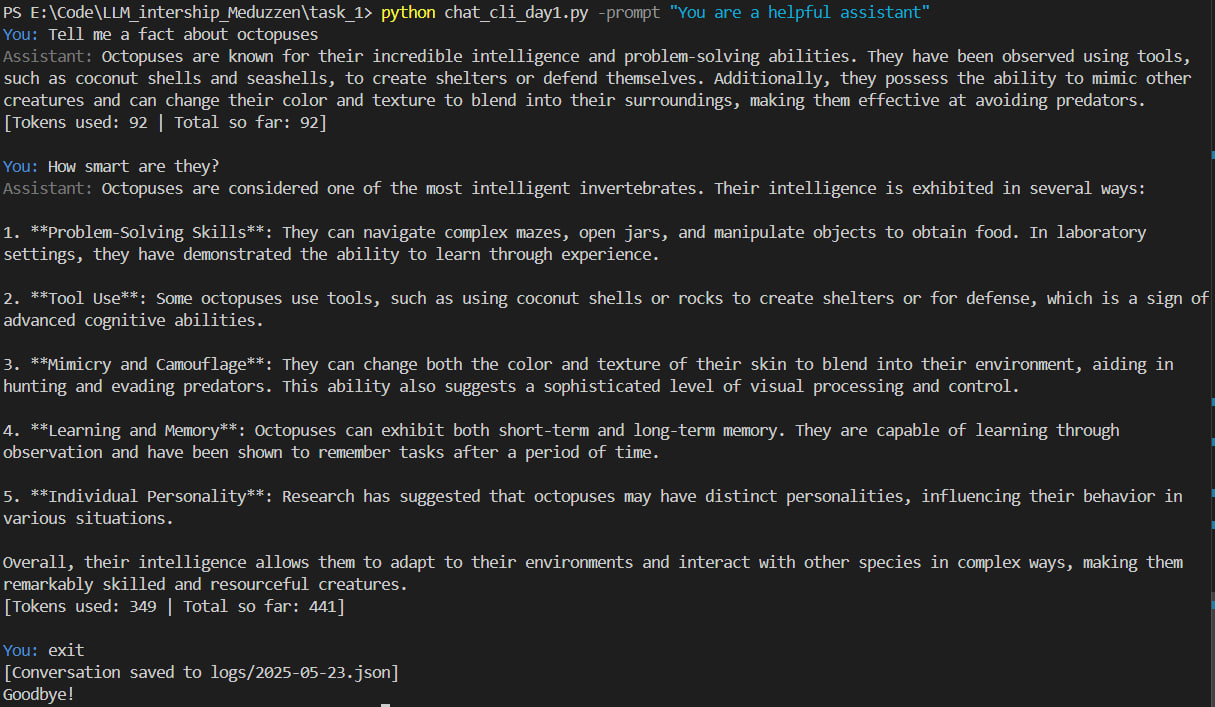 PS E:\Code\LLM_intership_Meduzzen\task_1> python chat_cli_day1.py -prompt "You are a helpful assistant"
You: Tell me a fact about octopuses
Assistant: Octopuses are known for their incredible intelligence and problem-solving abilities. They have been observed using tools,
such as coconut shells and seashells, to create shelters or defend themselves. Additionally, they possess the ability to mimic other
creatures and can change their color and texture to blend into their surroundings, making them effective at avoiding predators.
[Tokens used: 92 | Total so far: 92]
You: How smart are they?
Assistant: Octopuses are considered one of the most intelligent invertebrates. Their intelligence is exhibited in several ways:
1. **Problem-Solving Skills**: They can navigate complex mazes, open jars, and manipulate objects to obtain food. In laboratory
settings, they have demonstrated the ability to learn through experience.
2. **Tool Use**: Some octopuses use tools, such as using coconut shells or rocks to create shelters or for defense, which is a sign of
advanced cognitive abilities.
3. **Mimicry and Camouflage**: They can change both the color and texture of their skin to blend into their environment, aiding in
hunting and evading predators. This ability also suggests a sophisticated level of visual processing and control.
4. **Learning and Memory**: Octopuses can exhibit both short-term and long-term memory. They are capable of learning through
observation and have been shown to remember tasks after a period of time.
5. **Individual Personality**: Research has suggested that octopuses may have distinct personalities, influencing their behavior in
various situations.
Overall, their intelligence allows them to adapt to their environments and interact with other species in complex ways, making them
remarkably skilled and resourceful creatures.
[Tokens used: 349 | Total so far: 441]
You: exit
[Conversation saved to logs/2025-05-23.json]
Goodbye!